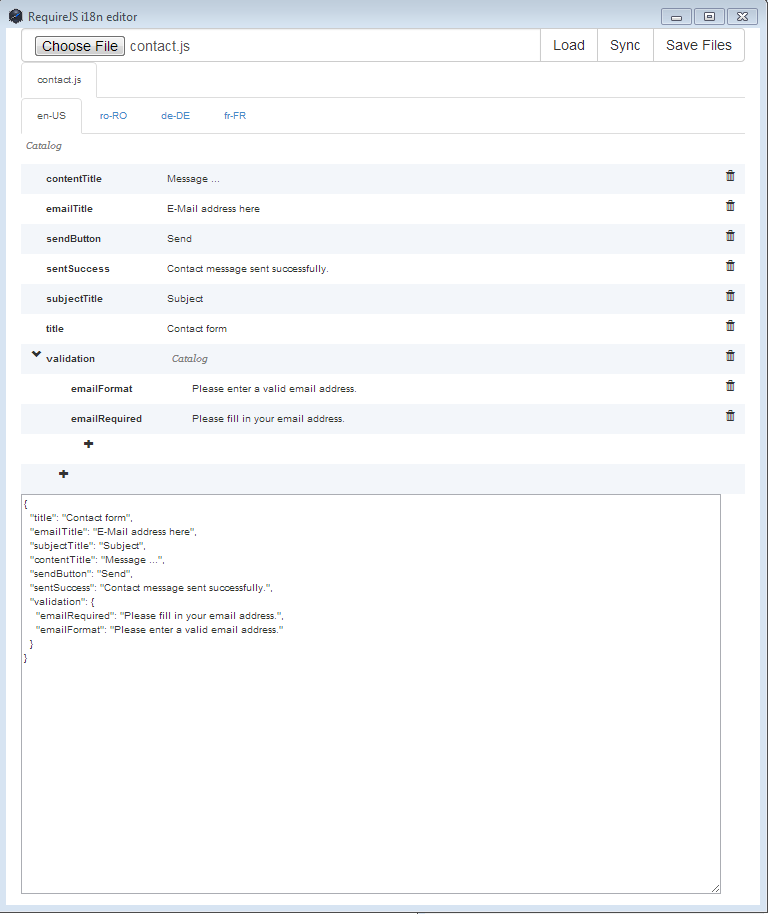 RequireJS i18n editor
Choose File contact.js Load Sync Save Files
contact.js
en-US ro-RO de-DE fr-FR
Catalog
contentTitle Message ...
emailTitle E-Mail address here
sendButton Send
sentSuccess Contact message sent successfully.
subjectTitle Subject
title Contact form
validation Catalog
emailFormat Please enter a valid email address.
emailRequired Please fill in your email address.
{
"title": "Contact form",
"emailTitle": "E-Mail address here",
"subjectTitle": "Subject",
"contentTitle": "Message ...",
"sendButton": "Send",
"sentSuccess": "Contact message sent successfully.",
"validation": {
"emailRequired": "Please fill in your email address.",
"emailFormat": "Please enter a valid email address."
}
}